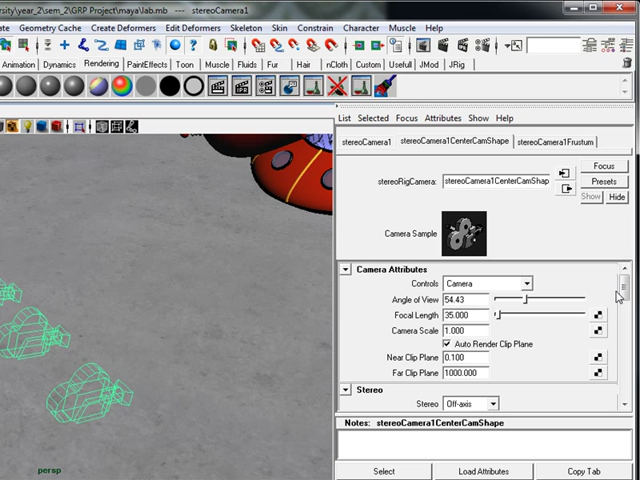 rsity\year_2\sem_2\GRP Project\maya\lab.mb --- stereoCamera1
ate Geometry Cache Create Deformers Edit Deformers Skeleton Skin Constrain Character Muscle Help
Animation Dynamics Rendering PaintEffects Toon Muscle Fluids Fur Hair nCloth Custom Usefull JMod JRig
List Selected Focus Attributes Show Help
stereoCamera1 stereoCamera1CenterCamShape stereoCamera1Frustum
stereoRigCamera: stereoCamera1CenterCamShap
Focus
Presets
Show Hide
Camera Sample
Camera Attributes
Controls Camera
Angle of View 54.43
Focal Length 35.000
Camera Scale 1.000
Auto Render Clip Plane
Near Clip Plane 0.100
Far Clip Plane 1000.000
Stereo
Stereo Off-axis
Notes: stereoCamera1CenterCamShape
Select Load Attributes Copy Tab
persp